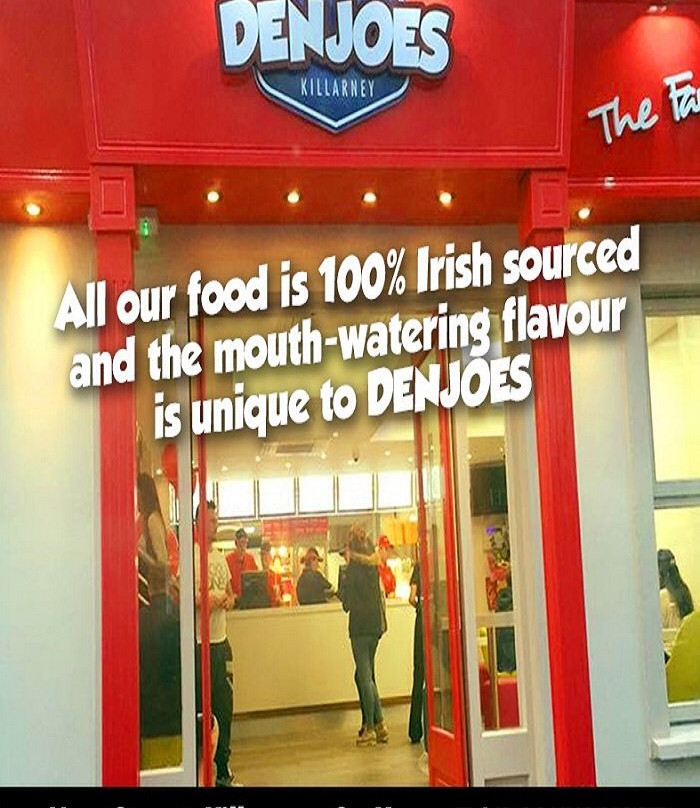 DENJOES
KILLARNEY
The
All our food is 100% Irish sourced
and the mouth-watering flavour
is unique to DENJOES